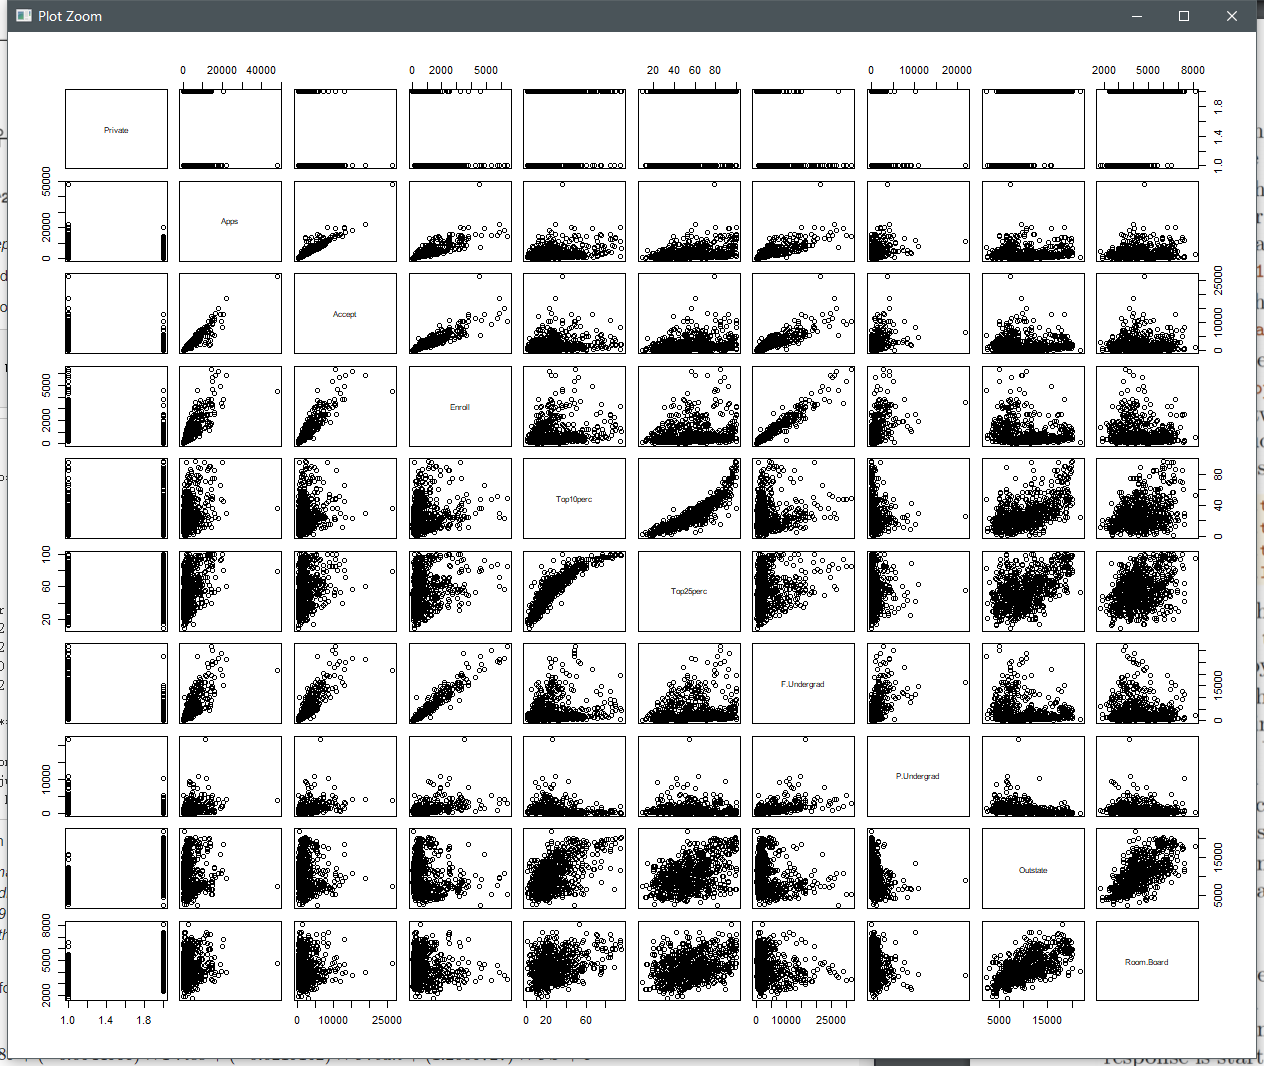 Plot Zoom
0 20000 40000 0 2000 5000 20 40 60 80 0 10000 20000 2000 5000 8000
Private
1.0 1.4 1.8
0 20000 50000
Apps
Accept
0 10000 25000
0 2000 5000
Enroll
Top10perc
0 40 80
20 60 100
Top25perc
F.Undergrad
0 15000
0 10000
P.Undergrad
Outstate
5000 15000
2000 5000 8000
Room.Board
1.0 1.4 1.8 0 10000 25000 0 20 60 0 10000 25000 5000 15000
response is start